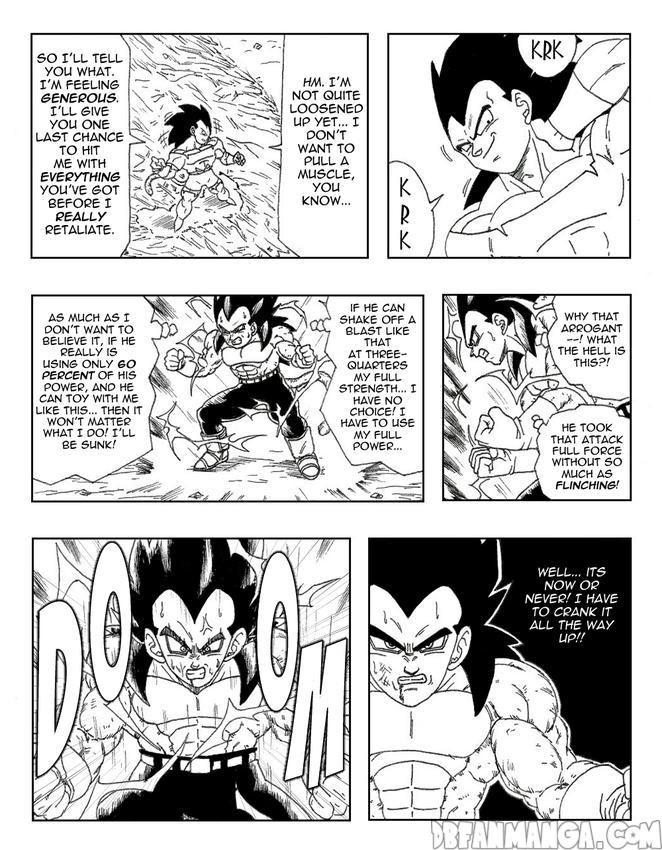 KRK
KRK
HM. I'M
NOT QUITE
LOOSENED
UP YET... I
DON'T
WANT TO
PULL A
MUSCLE,
YOU
KNOW...
SO I'LL TELL
YOU WHAT.
I'M FEELING
GENEROUS.
I'LL GIVE
YOU ONE
LAST CHANCE
TO HIT
ME WITH
EVERYTHING
YOU'VE GOT
BEFORE I
REALLY
RETALIATE.
WHY THAT
ARROGANT
--! WHAT
THE HELL IS
THIS?!
HE TOOK
THAT ATTACK
FULL FORCE
WITHOUT SO
MUCH AS
FLINCHING!
IF HE CAN
SHAKE OFF A
BLAST LIKE
THAT
AT THREE-
QUARTERS
MY FULL
STRENGTH... I
HAVE NO
CHOICE! I
HAVE TO USE
MY FULL
POWER...
AS MUCH AS I
DON'T WANT TO
BELIEVE IT, IF HE
REALLY IS
USING ONLY 60
PERCENT OF HIS
POWER, AND HE
CAN TOY WITH ME
LIKE THIS... THEN IT
WON'T MATTER
WHAT I DO! I'LL
BE SUNK!
WELL... ITS
NOW OR
NEVER! I HAVE
TO CRANK IT
ALL THE WAY
UP!!
DOOM
DBFANMANGA.COM